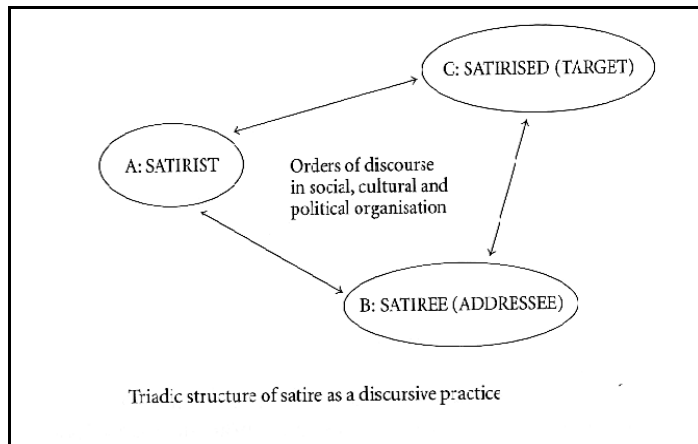 C: SATIRISED (TARGET)
A: SATIRIST
Orders of discourse
in social, cultural and
political organisation
B: SATIREE (ADDRESSEE)
Triadic structure of satire as a discursive practice